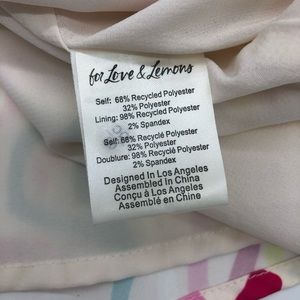 for Love & Lemons
Self: 68% Recycled Polyester
32% Polyester
Lining: 98% Recycled Polyester
2% Spandex
Self: 68% Recyclé Polyester
32% Polyester
Doublure: 98% Recyclé Polyester
2% Spandex
Designed In Los Angeles
Assembled in China
Conçu à Los Angeles
Assemblé en Chine